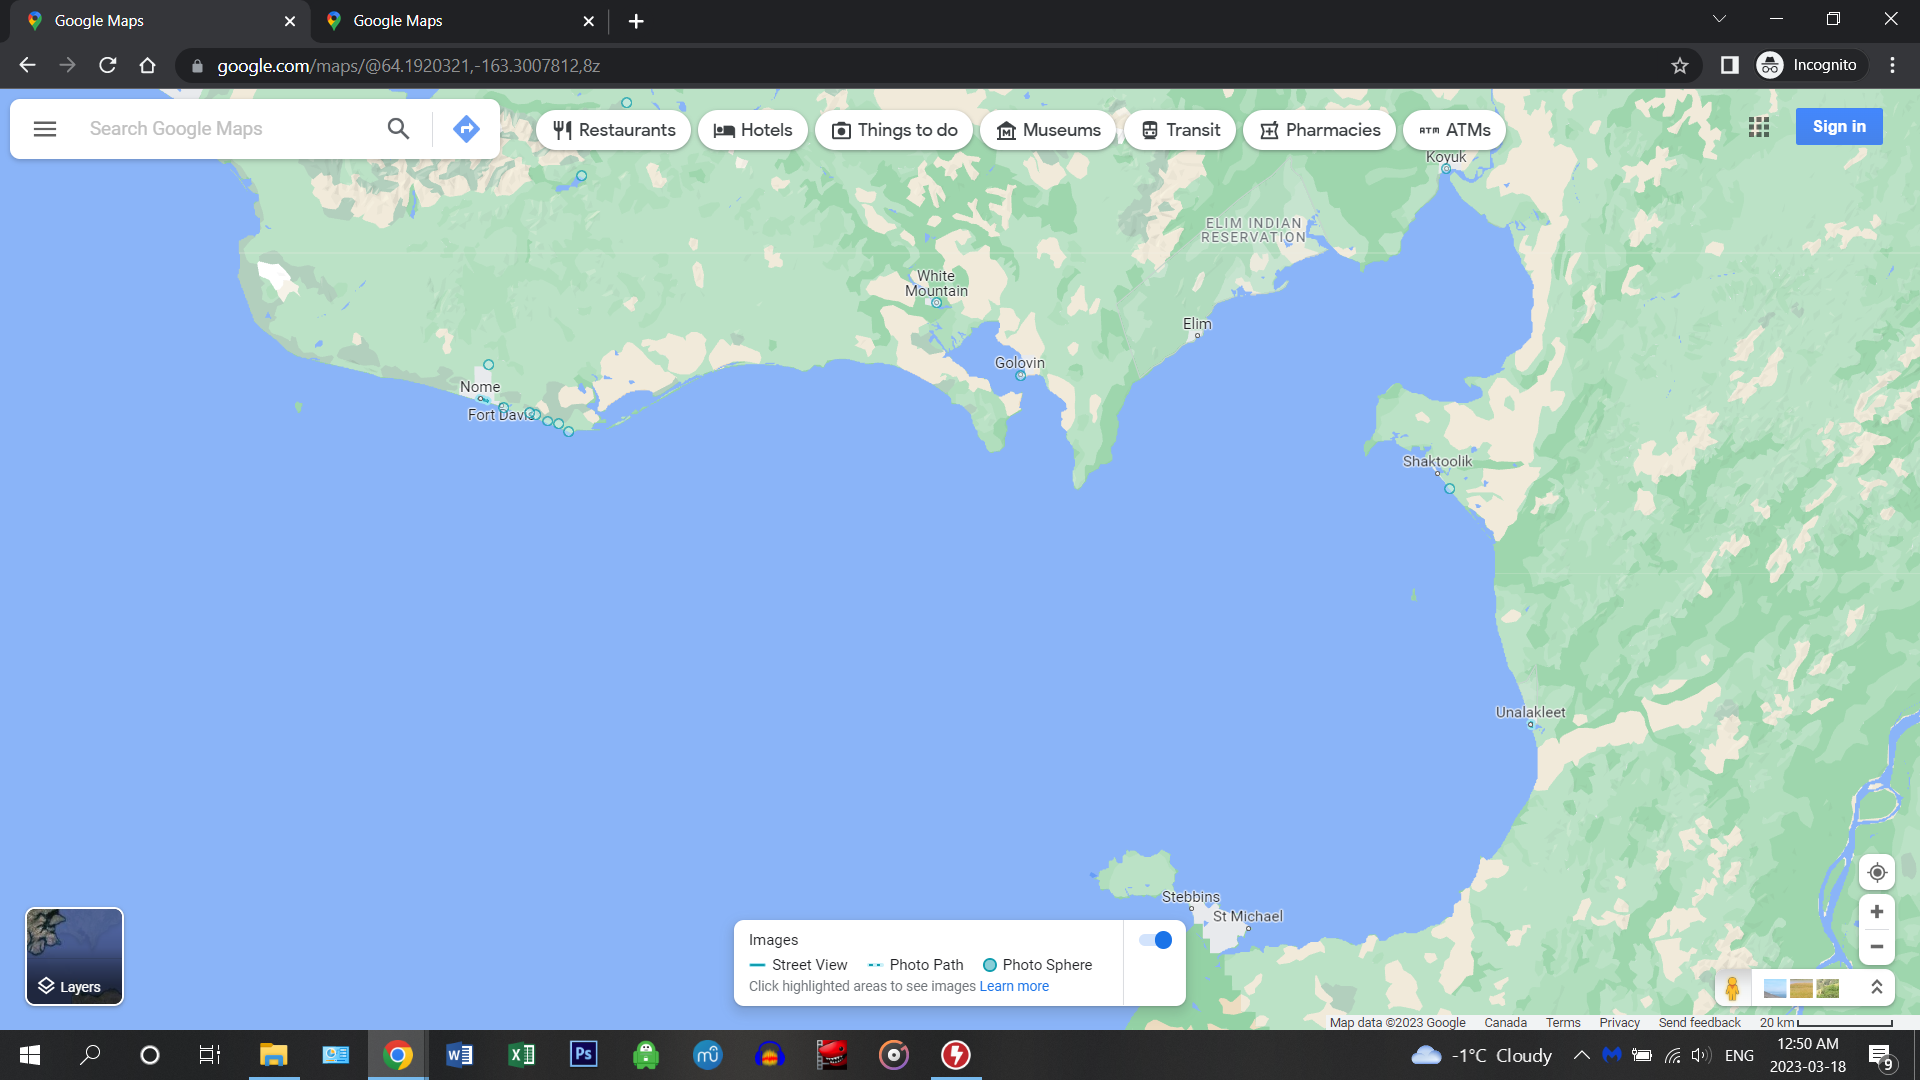 Google Maps
Google Maps
google.com/maps/@64.1920321,-163.3007812,8z
Incognito
Search Google Maps
Restaurants
Hotels
Things to do
Museums
Transit
Pharmacies
ATM ATMs
Sign in
Koyuk
ELIM INDIAN
RESERVATION
White
Mountain
Elim
Golovin
Nome
Fort Davis
Shaktoolik
Unalakleet
Stebbins
St Michael
Layers
Images
Street View
Photo Path
Photo Sphere
Click highlighted areas to see images Learn more
Map data ©2023 Google
Canada
Terms
Privacy
Send feedback
20 km
W
X
Ps
-1°C Cloudy
ENG
12:50 AM
2023-03-18
9